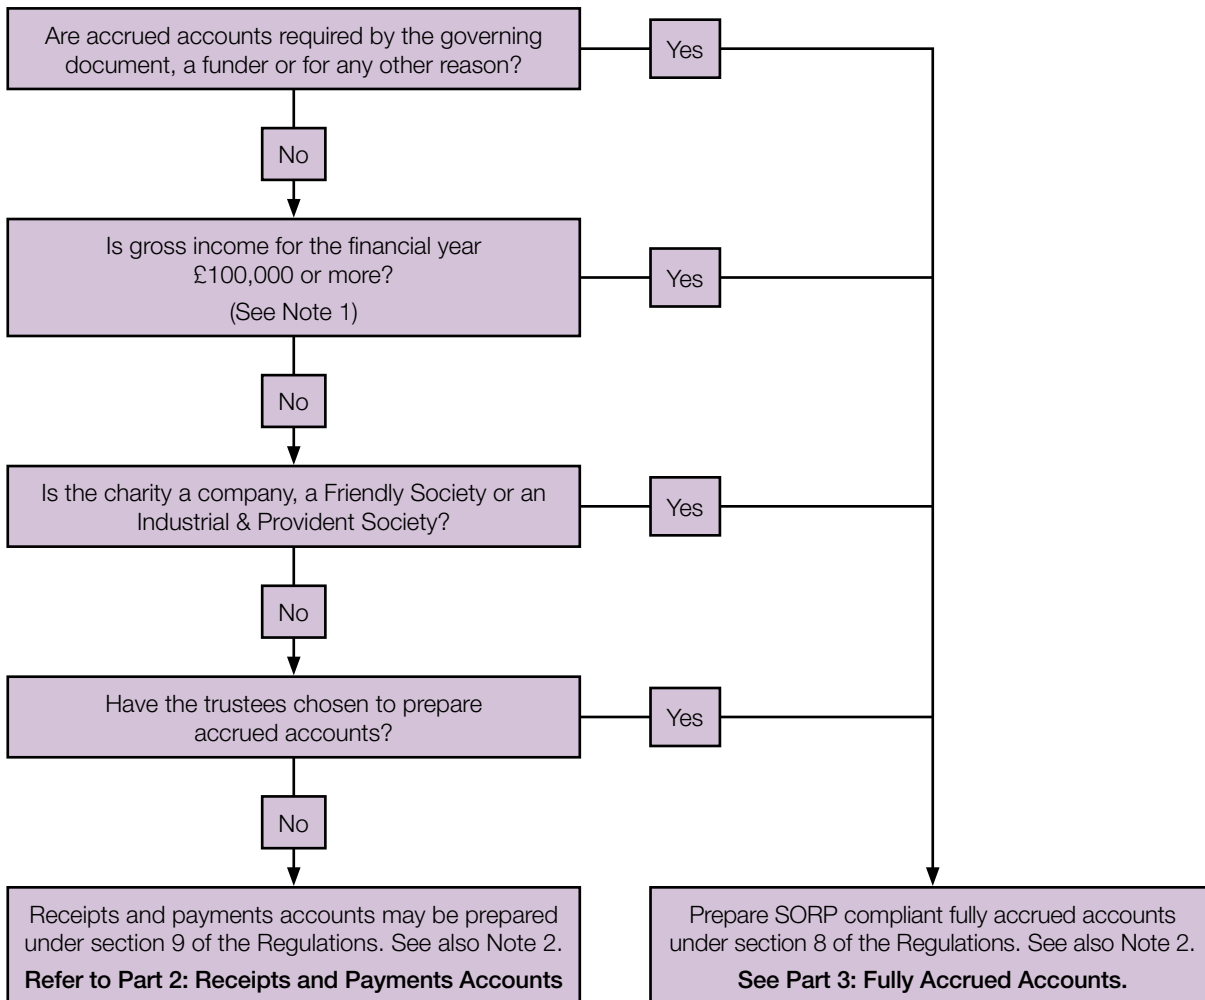 Are accrued accounts required by the governing
document, a funder or for any other reason?
Yes
No
Is gross income for the financial year
£100,000 or more?
(See Note 1)
Yes
No
Is the charity a company, a Friendly Society or an
Industrial & Provident Society?
Yes
No
Have the trustees chosen to prepare
accrued accounts?
Yes
No
Receipts and payments accounts may be prepared
under section 9 of the Regulations. See also Note 2.
Refer to Part 2: Receipts and Payments Accounts
Prepare SORP compliant fully accrued accounts
under section 8 of the Regulations. See also Note 2.
See Part 3: Fully Accrued Accounts.